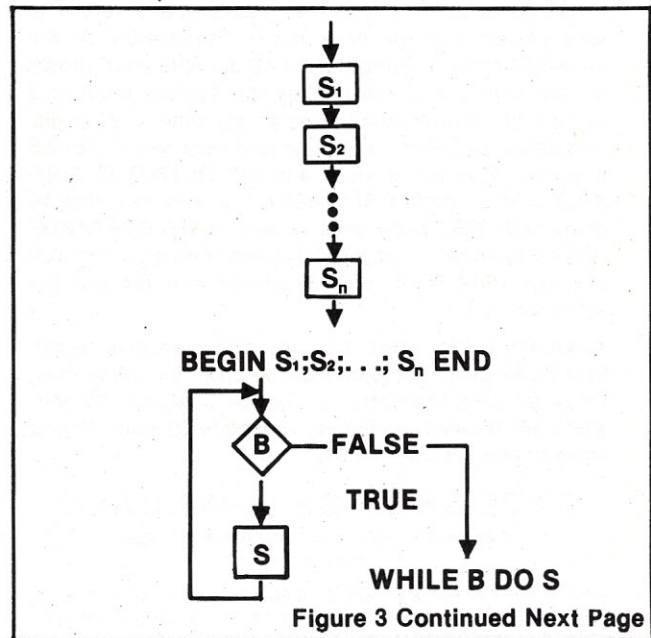 S₁
S₂
Sₙ
BEGIN S₁;S₂;. . .; Sₙ END
B FALSE
TRUE
S
WHILE B DO S
Figure 3 Continued Next Page